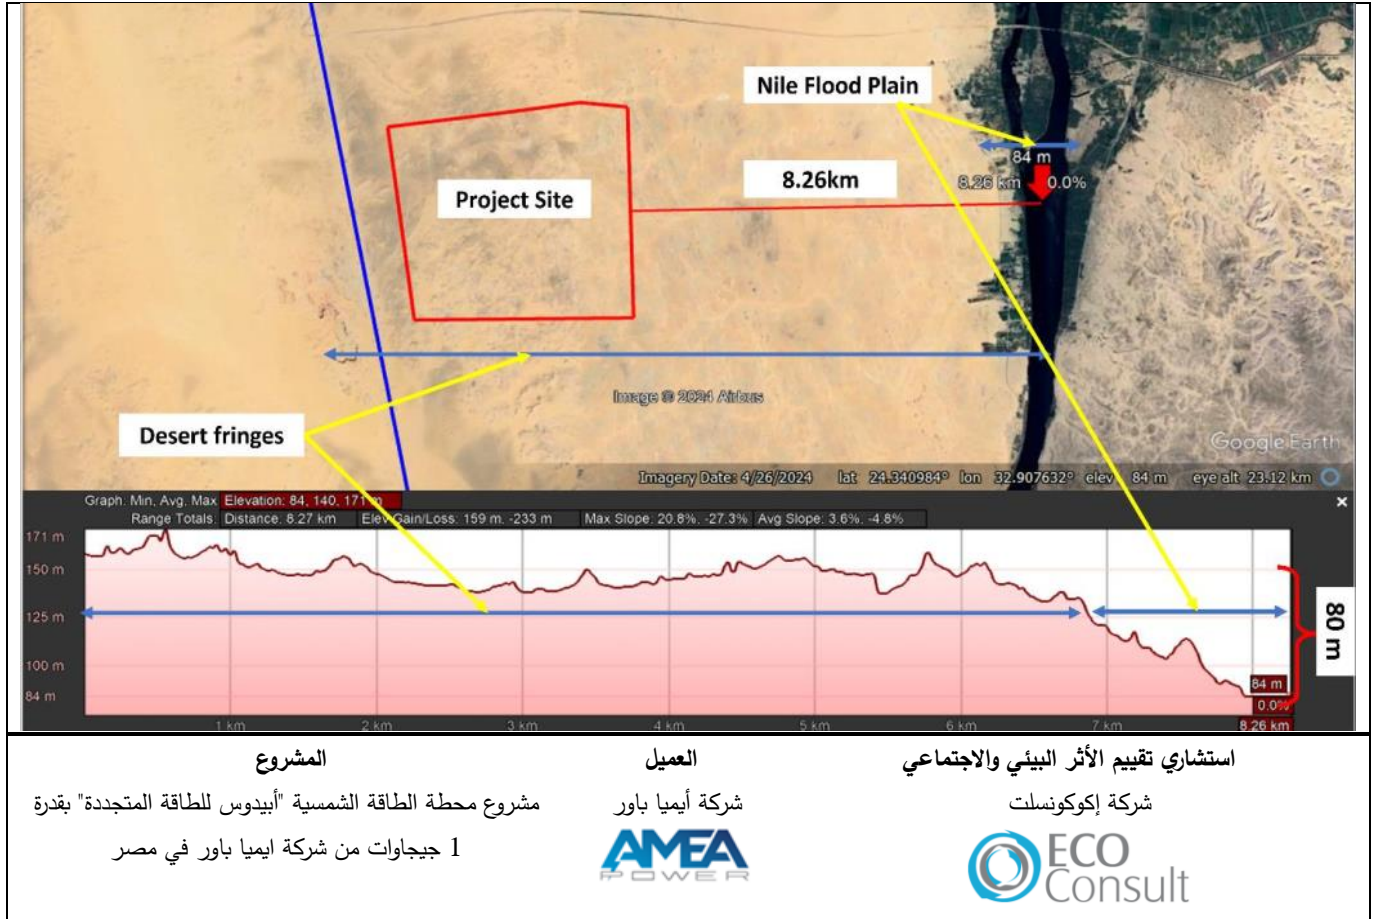 Nile Flood Plain
84 m
8.26km
8.26 km 0.0%
Project Site
Image © 2024 Airbus
Desert fringes
Google Earth
Imagery Date: 4/26/2024 lat 24.340984° lon 32.907632° elev 84 m eye alt 23.12 km
Graph: Min, Avg, Max Elevation: 84, 140, 171 m
Range Totals: Distance: 8.27 km Elev Gain/Loss: 159 m, -233 m Max Slope: 20.8%, -27.3% Avg Slope: 3.6%, -4.8%
171 m
150 m
125 m
100 m
84 m
80 m
84 m
0.0%
1 km 2 km 3 km 4 km 5 km 6 km 7 km 8.26 km
استشاري تقييم الأثر البيئي والاجتماعي
شركة إكوكونسلت
ECO
Consult
العميل
شركة أيميا باور
AMEA
POWER
المشروع
مشروع محطة الطاقة الشمسية "أبيدوس للطاقة المتجددة" بقدرة
1 جيجاوات من شركة ايميا باور في مصر